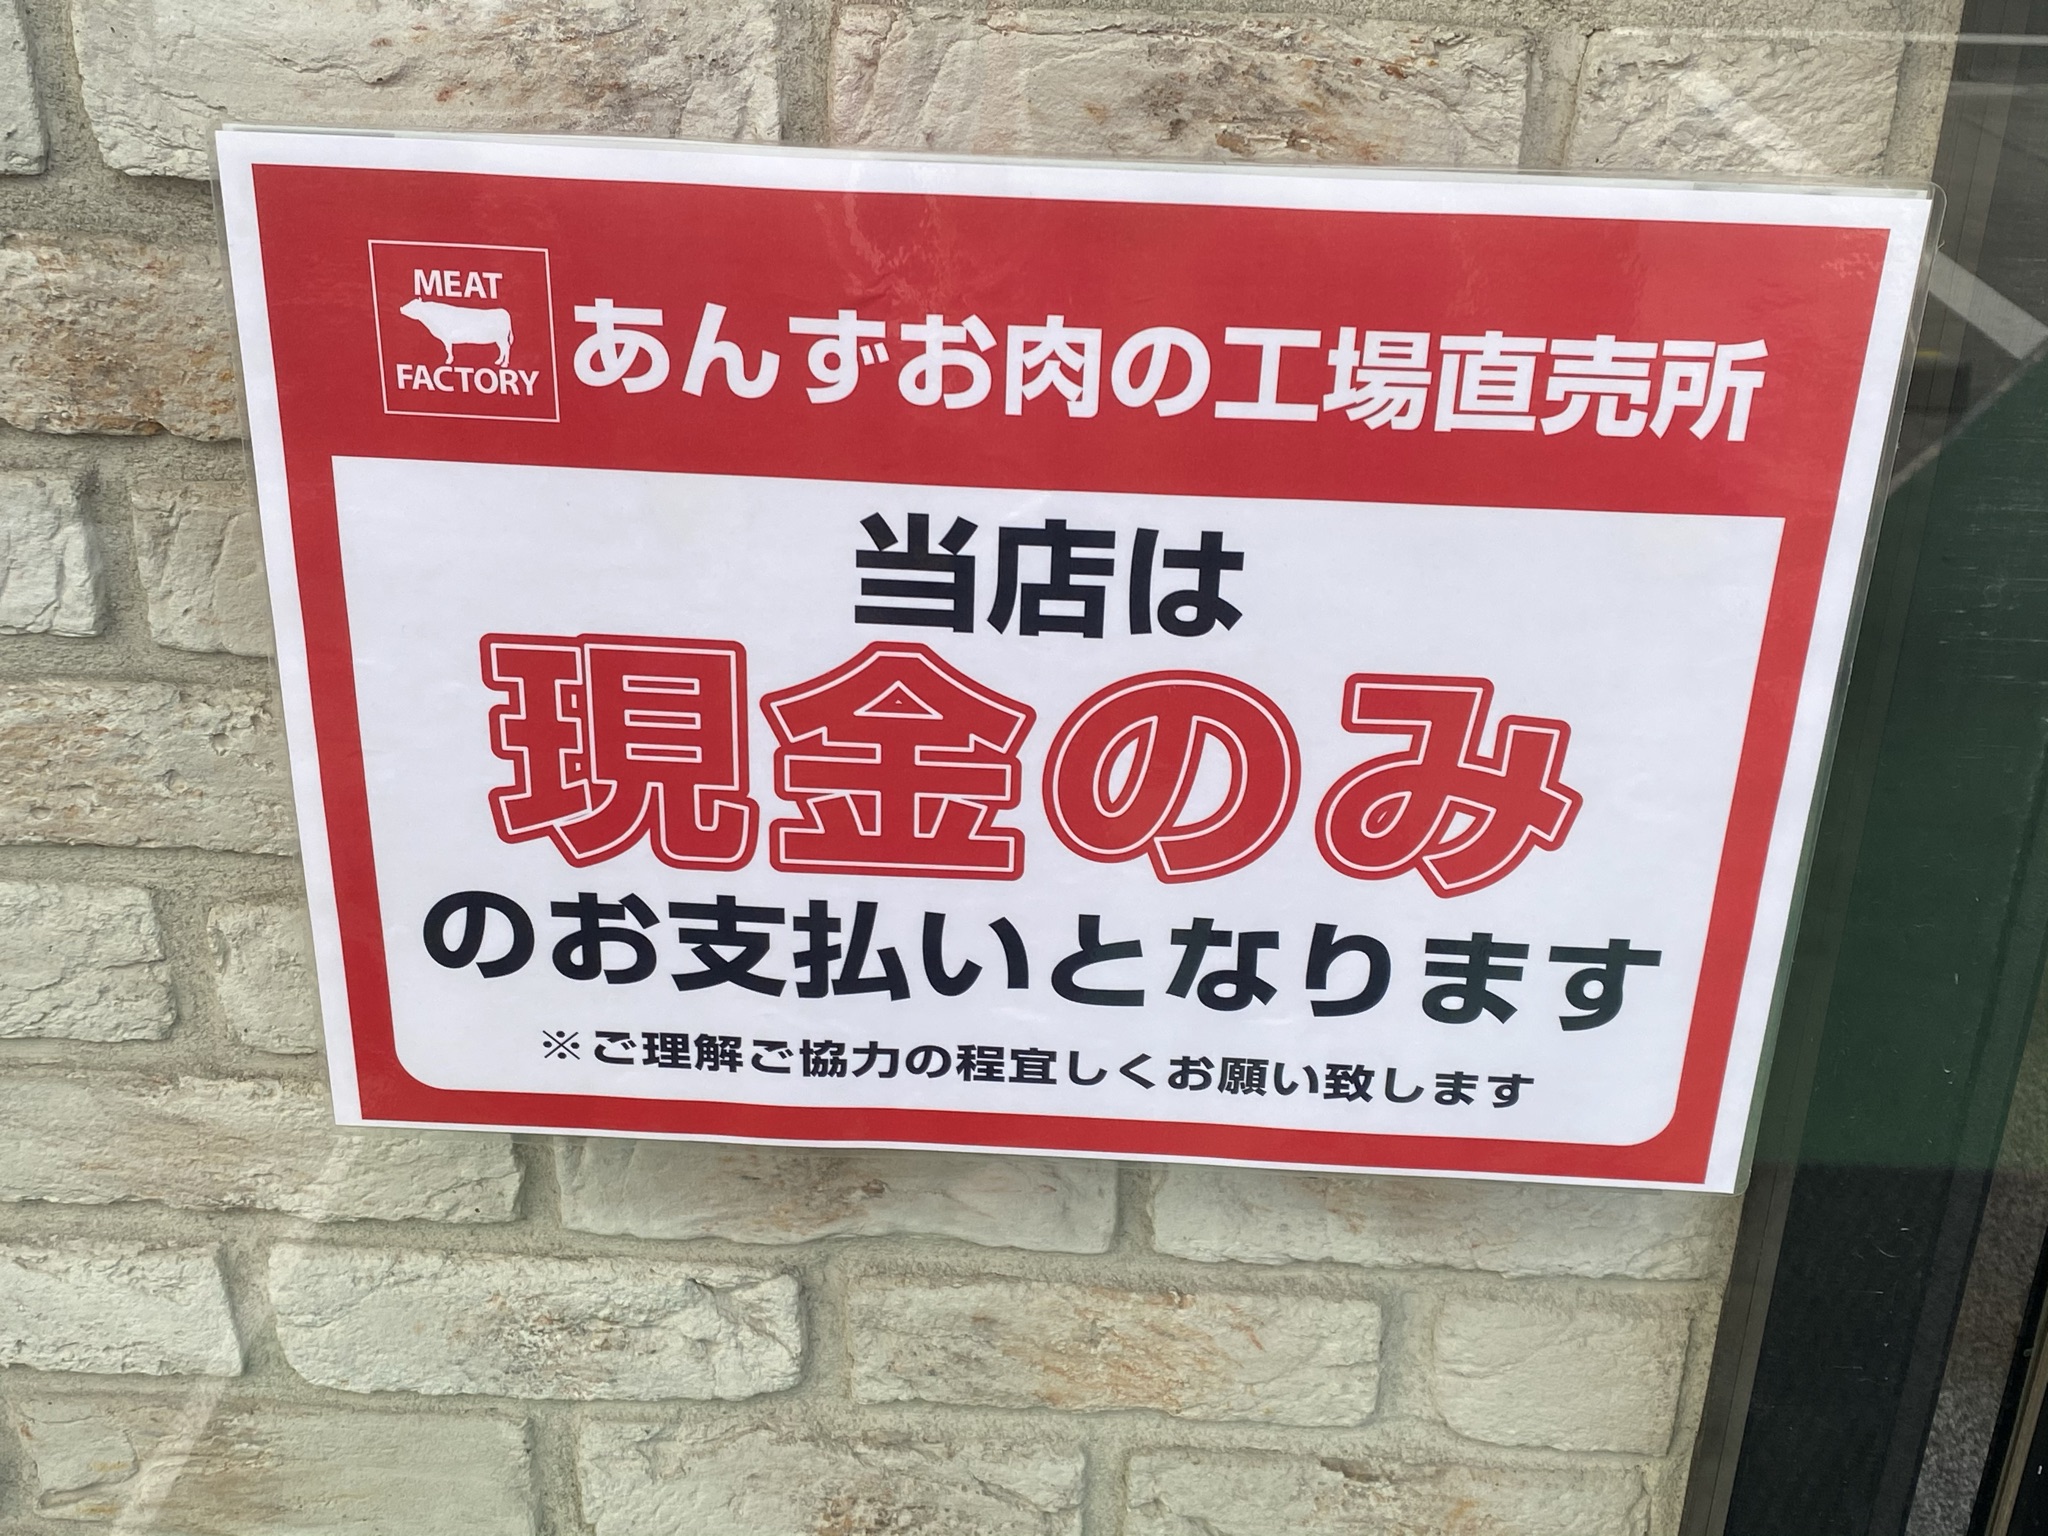 MEAT
FACTORY
あんずお肉の工場直売所
当店は
現金のみ
のお支払いとなります
※ご理解ご協力の程宜しくお願い致します